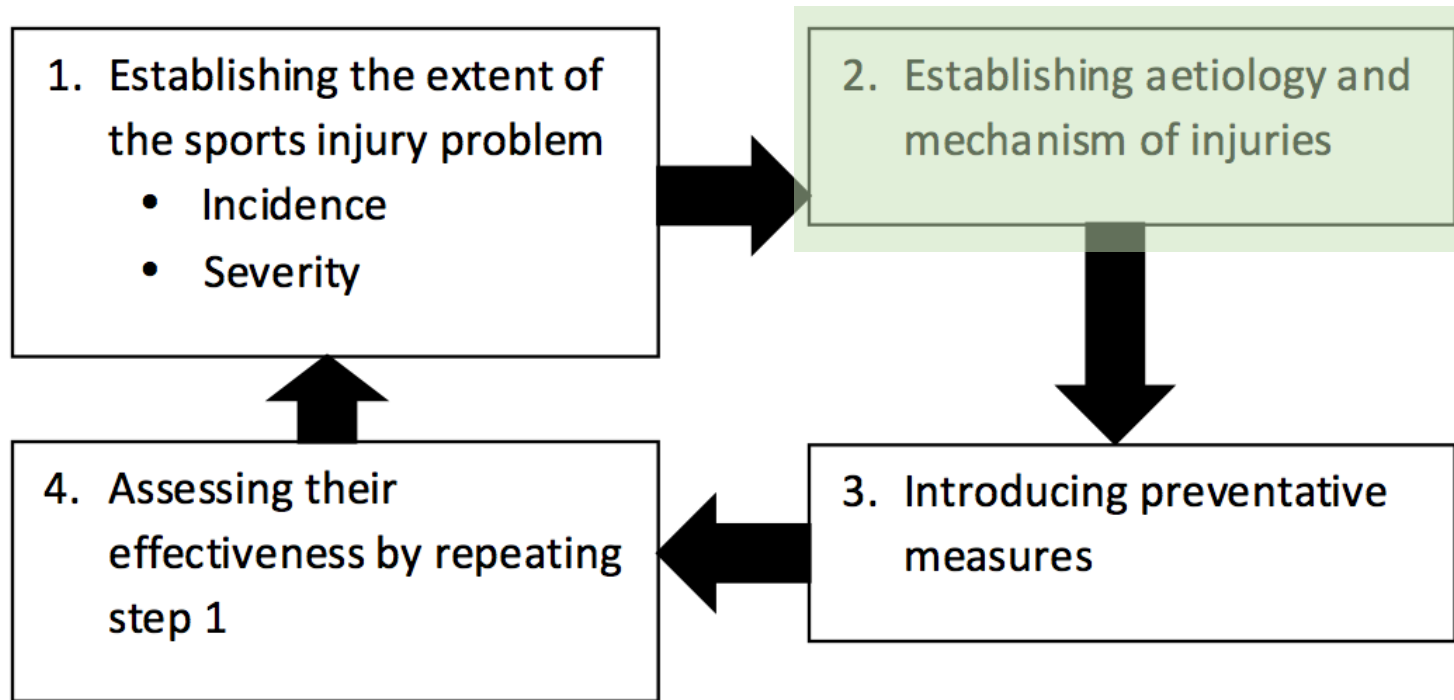 1. Establishing the extent of
the sports injury problem
• Incidence
• Severity
2. Establishing aetiology and
mechanism of injuries
3. Introducing preventative
measures
4. Assessing their
effectiveness by repeating
step 1